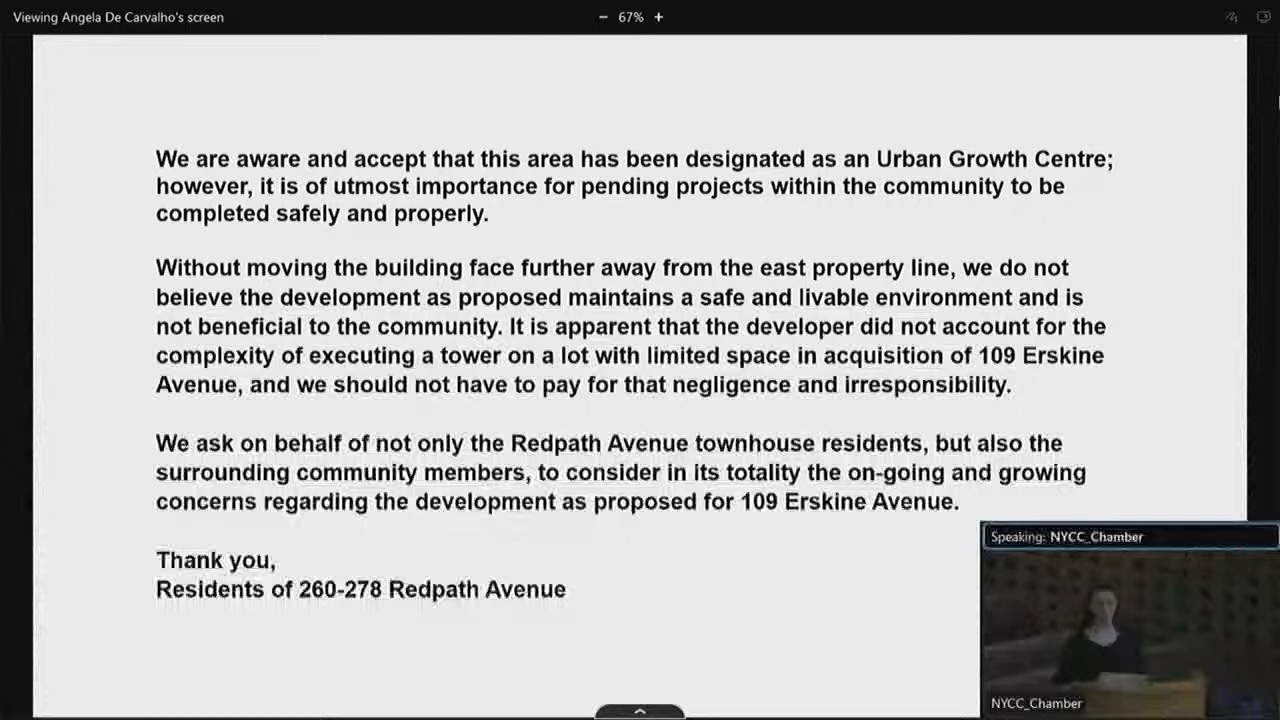 Viewing Angela De Carvalho's screen
− 67% +
We are aware and accept that this area has been designated as an Urban Growth Centre;
however, it is of utmost importance for pending projects within the community to be
completed safely and properly.
Without moving the building face further away from the east property line, we do not
believe the development as proposed maintains a safe and livable environment and is
not beneficial to the community. It is apparent that the developer did not account for the
complexity of executing a tower on a lot with limited space in acquisition of 109 Erskine
Avenue, and we should not have to pay for that negligence and irresponsibility.
We ask on behalf of not only the Redpath Avenue townhouse residents, but also the
surrounding community members, to consider in its totality the on-going and growing
concerns regarding the development as proposed for 109 Erskine Avenue.
Thank you,
Residents of 260-278 Redpath Avenue
Speaking: NYCC_Chamber
NYCC_Chamber